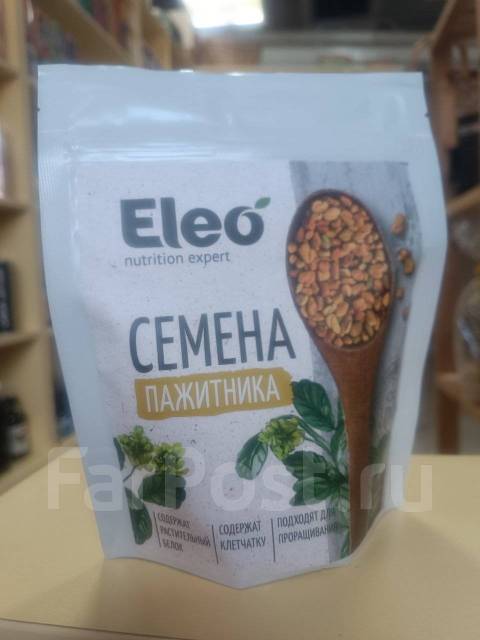 Eleo
nutrition expert
СЕМЕНА
ПАЖИТНИКА
СОДЕРЖАТ
РАСТИТЕЛЬНЫЙ
БЕЛОК
СОДЕРЖАТ
КЛЕТЧАТКУ
ПОДХОДЯТ ДЛЯ
ПРОРАЩИВАНИЯ
FarPost.ru